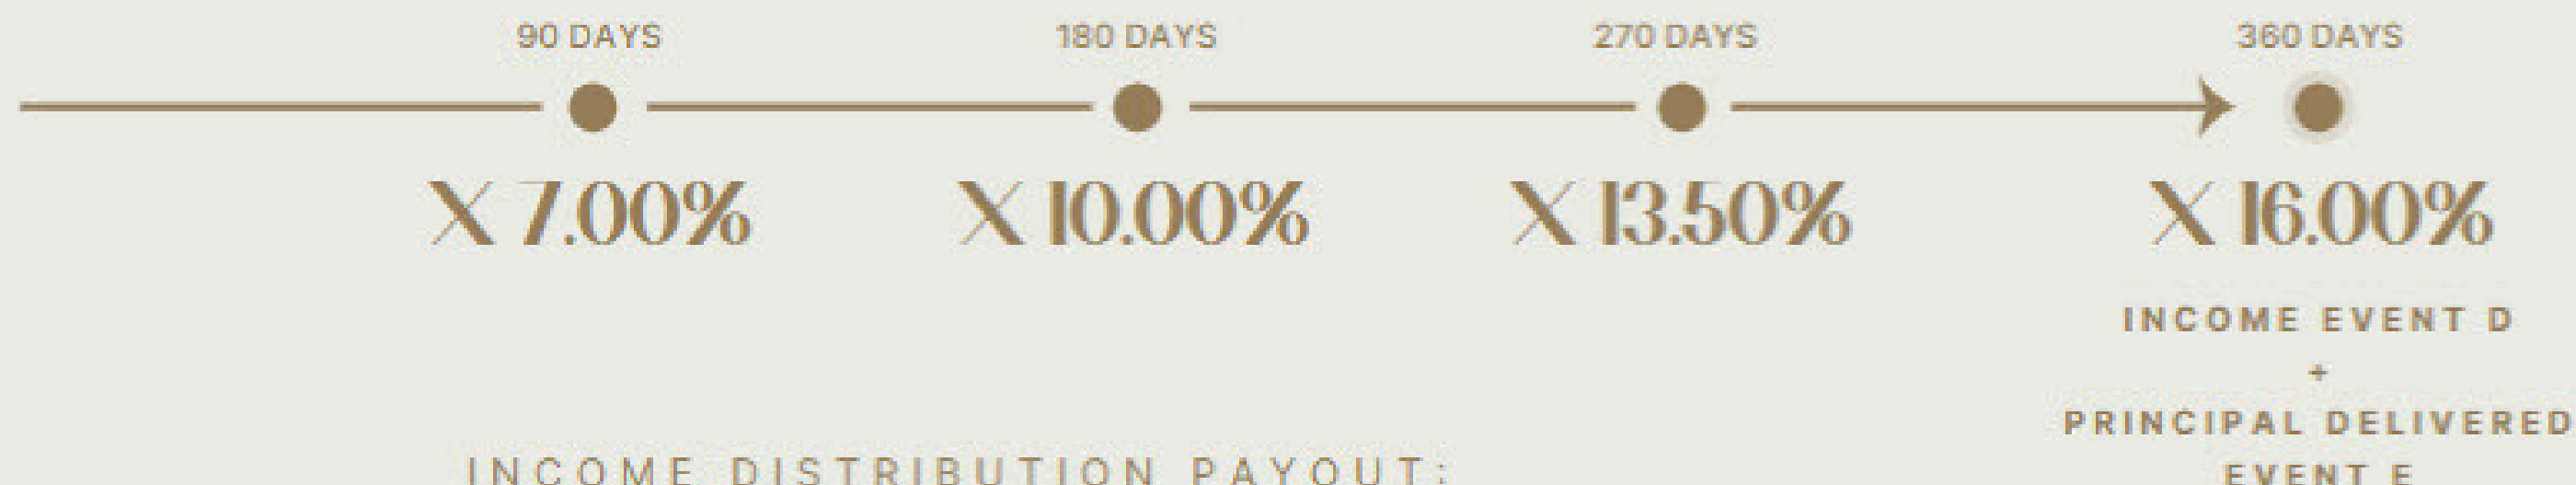 90 DAYS 180 DAYS 270 DAYS 360 DAYS
X 7.00% X 10.00% X 13.50% X 16.00%
INCOME EVENT D
+
PRINCIPAL DELIVERED
INCOME DISTRIBUTION PAYOUT:
EVENT E